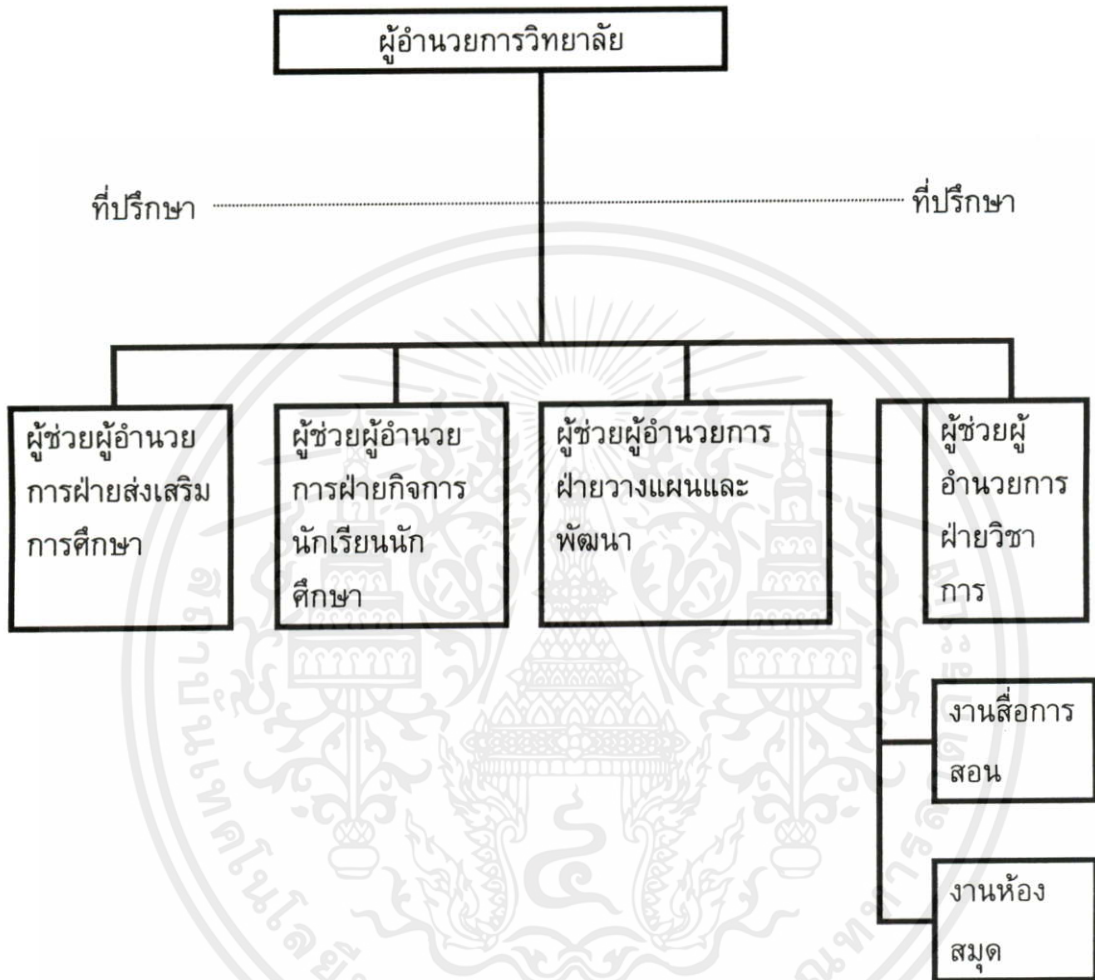 ผู้อำนวยการวิทยาลัย
ที่ปรึกษา ที่ปรึกษา
ผู้ช่วยผู้อำนวย
การฝ่ายส่งเสริม
การศึกษา
ผู้ช่วยผู้อำนวย
การฝ่ายกิจการ
นักเรียนนัก
ศึกษา
ผู้ช่วยผู้อำนวยการ
ฝ่ายวางแผนและ
พัฒนา
ผู้ช่วยผู้
อำนวยการ
ฝ่ายวิชา
การ
งานสื่อการ
สอน
งานห้อง
สมุด